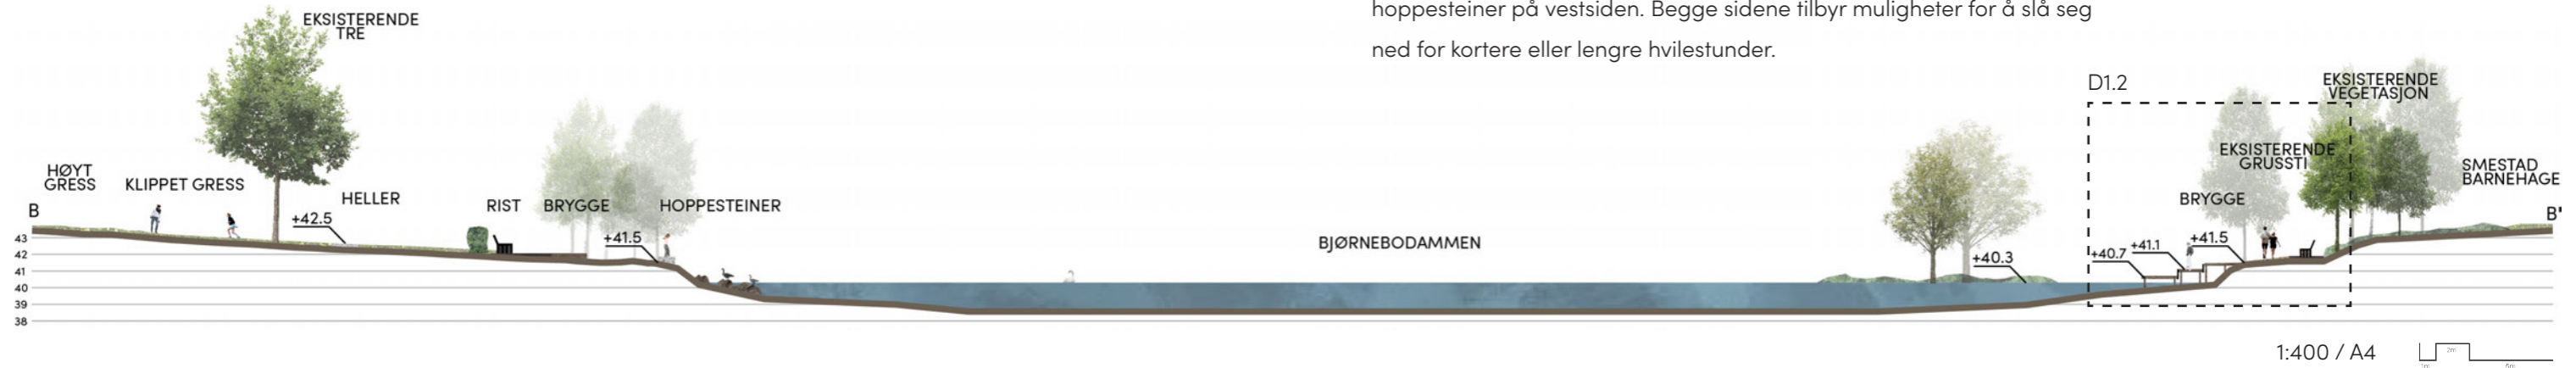 hoppesteiner på vestsiden. Begge sidene tilbyr muligheter for å slå seg
ned for kortere eller lengre hvilestunder.
EKSISTERENDE
TRE
HØYT
GRESS
KLIPPET GRESS
HELLER
RIST
BRYGGE
HOPPESTEINER
B
+42.5
+41.5
BJØRNEBODAMMEN
+40.3
D1.2
EKSISTERENDE
VEGETASJON
EKSISTERENDE
GRUSSTI
BRYGGE
SMESTAD
BARNEHAGE
B'
+40.7
+41.1
+41.5
43
42
41
40
39
38
1:400 / A4
1m
2m
5m